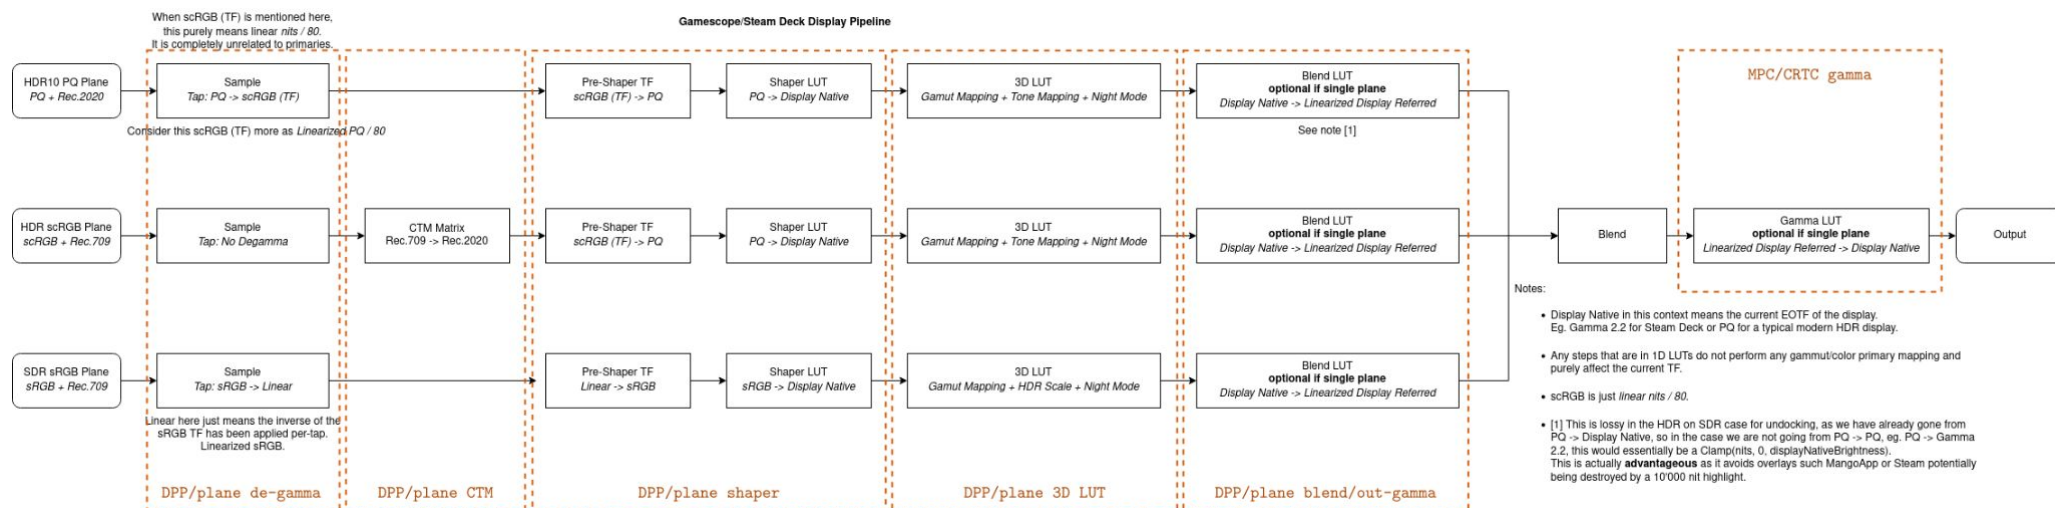 Gamescope/Steam Deck Display Pipeline
When scRGB (TF) is mentioned here,
this purely means linear nits / 80.
It is completely unrelated to primaries.
HDR10 PQ Plane
PQ + Rec.2020
Sample
Tap: PQ -> scRGB (TF)
Consider this scRGB (TF) more as Linearized PQ / 80
Pre-Shaper TF
scRGB (TF) -> PQ
Shaper LUT
PQ -> Display Native
3D LUT
Gamut Mapping + Tone Mapping + Night Mode
Blend LUT
optional if single plane
Display Native -> Linearized Display Referred
See note [1]
MPC/CRTC gamma
HDR scRGB Plane
scRGB + Rec.709
Sample
Tap: No Degamma
CTM Matrix
Rec.709 -> Rec.2020
Pre-Shaper TF
scRGB (TF) -> PQ
Shaper LUT
PQ -> Display Native
3D LUT
Gamut Mapping + Tone Mapping + Night Mode
Blend LUT
optional if single plane
Display Native -> Linearized Display Referred
Blend
Gamma LUT
optional if single plane
Linearized Display Referred -> Display Native
Output
SDR sRGB Plane
sRGB + Rec.709
Sample
Tap: sRGB -> Linear
Linear here just means the inverse of the
sRGB TF has been applied per-tap.
Linearized sRGB.
Pre-Shaper TF
Linear -> sRGB
Shaper LUT
sRGB -> Display Native
3D LUT
Gamut Mapping + HDR Scale + Night Mode
Blend LUT
optional if single plane
Display Native -> Linearized Display Referred
Notes:
• Display Native in this context means the current EOTF of the display.
Eg. Gamma 2.2 for Steam Deck or PQ for a typical modern HDR display.
• Any steps that are in 1D LUTs do not perform any gammut/color primary mapping and
purely affect the current TF.
• scRGB is just linear nits / 80.
• [1] This is lossy in the HDR on SDR case for undocking, as we have already gone from
PQ -> Display Native, so in the case we are not going from PQ -> PQ, eg. PQ -> Gamma
2.2, this would essentially be a Clamp(nits, 0, displayNativeBrightness).
This is actually advantageous as it avoids overlays such MangoApp or Steam potentially
being destroyed by a 10'000 nit highlight.
DPP/plane de-gamma
DPP/plane CTM
DPP/plane shaper
DPP/plane 3D LUT
DPP/plane blend/out-gamma